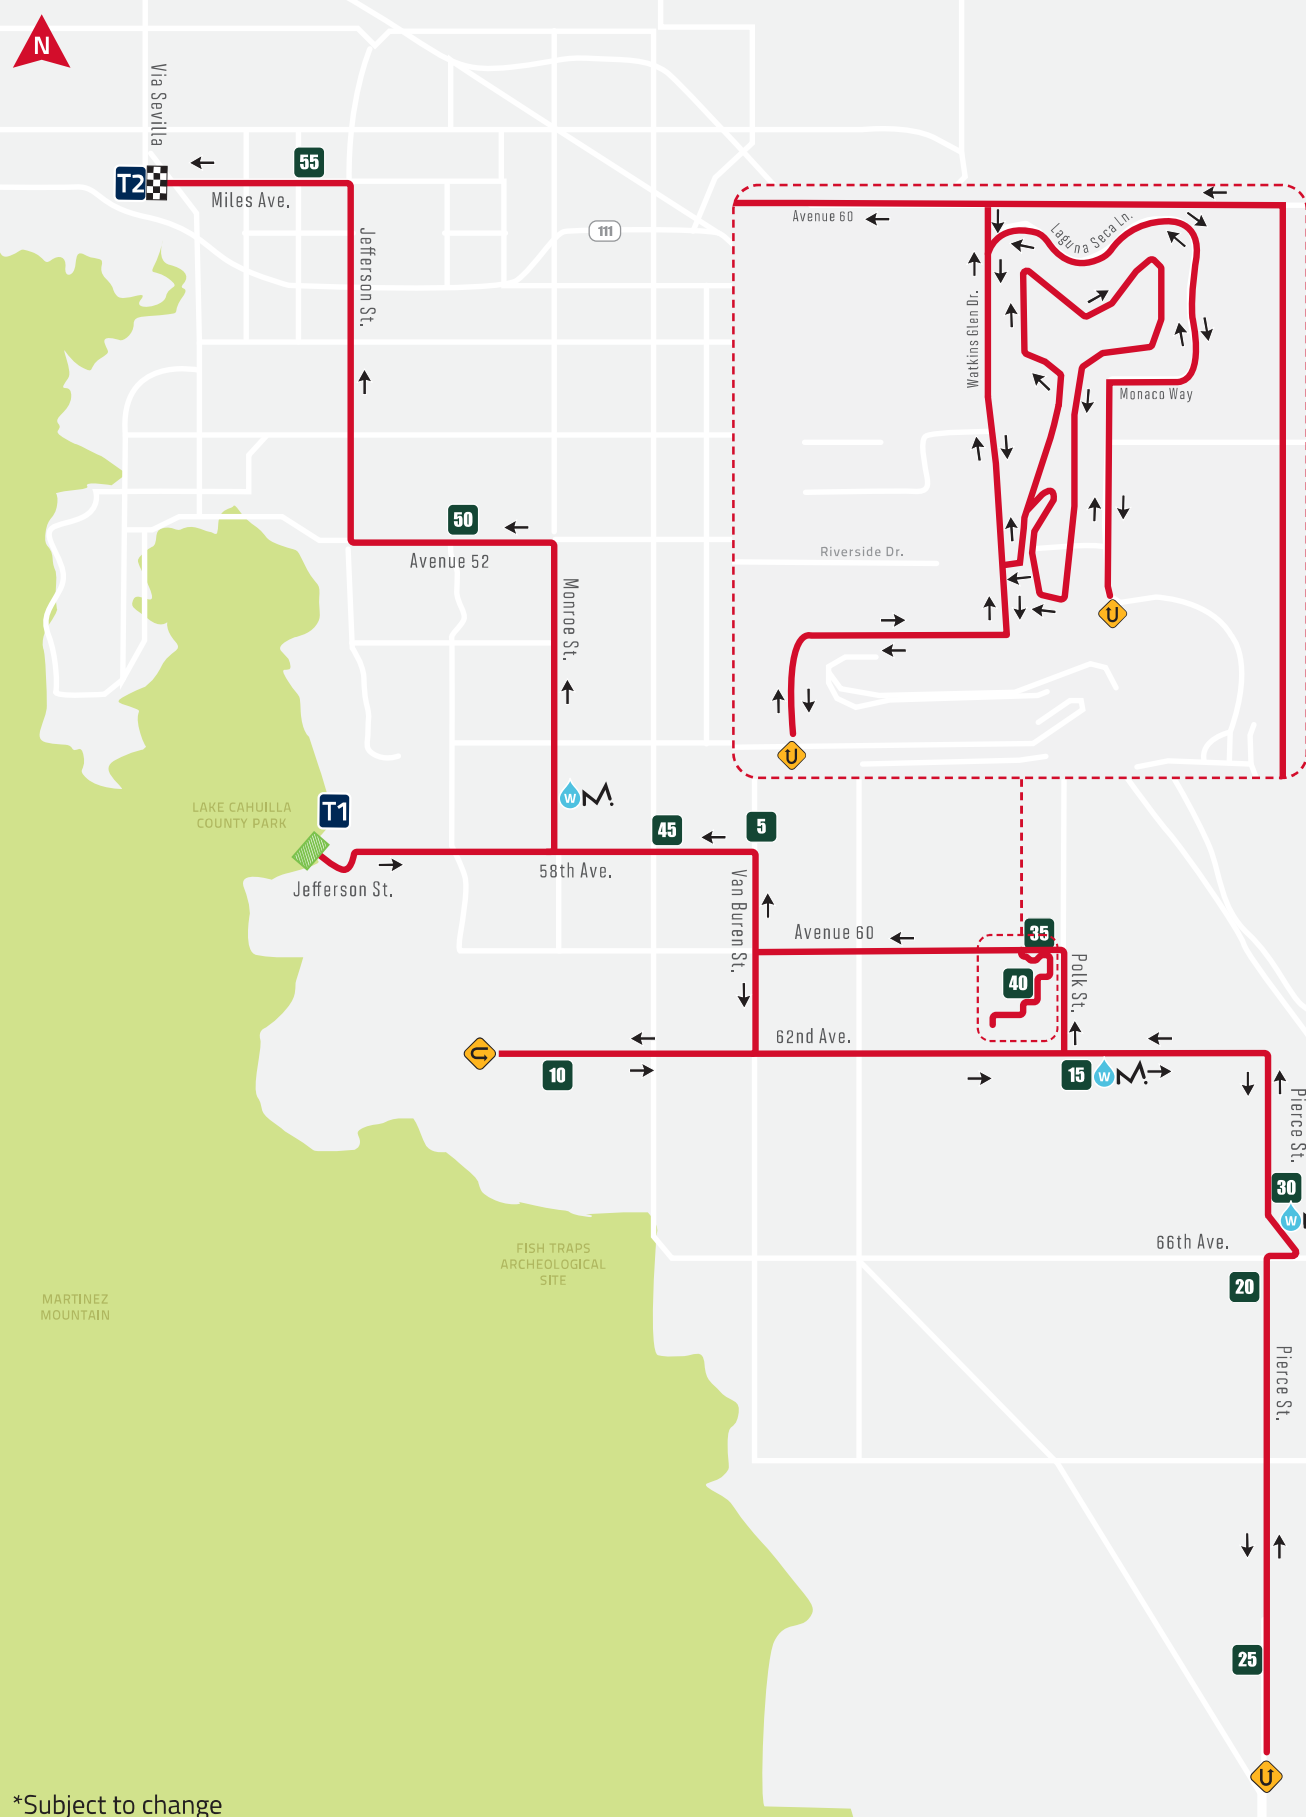 N
Via Sevilla
55
T2
Miles Ave.
Jefferson St.
111
Avenue 60
Laguna Seca Ln.
Watkins Glen Dr.
Monaco Way
50
Avenue 52
Riverside Dr.
Monroe St.
U
U
W
LAKE CAHUILLA
COUNTY PARK
T1
45
5
58th Ave.
Jefferson St.
Van Buren St.
Avenue 60
35
40
Polk St.
62nd Ave.
U
10
15
W
Pierce St.
30
W
66th Ave.
FISH TRAPS
ARCHEOLOGICAL
SITE
20
MARTINEZ
MOUNTAIN
Pierce St.
25
U
*Subject to change